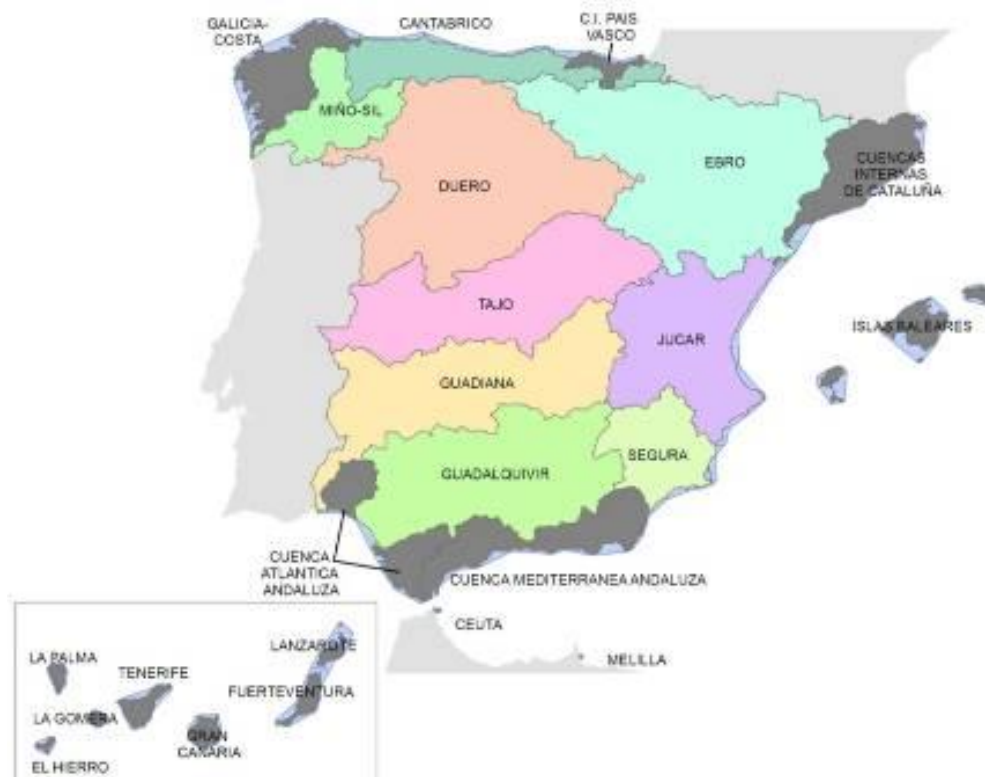 GALICIA-
COSTA
CANTABRICO
C.I. PAIS
VASCO
MIÑO-SIL
DUERO
EBRO
CUENCAS
INTERNAS
DE CATALUÑA
TAJO
JUCAR
ISLAS BALEARES
GUADIANA
GUADALQUIVIR
SEGURA
CUENCA
ATLANTICA
ANDALUZA
CUENCA MEDITERRANEA ANDALUZA
CEUTA
MELILLA
LA PALMA
TENERIFE
LANZAROTE
FUERTEVENTURA
LA GOMERA
GRAN
CANARIA
EL HIERRO